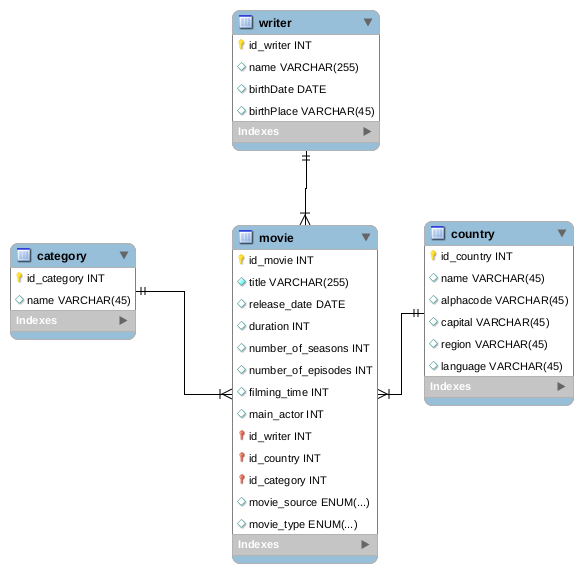 writer
id_writer INT
name VARCHAR(255)
birthDate DATE
birthPlace VARCHAR(45)
Indexes
category
id_category INT
name VARCHAR(45)
Indexes
movie
id_movie INT
title VARCHAR(255)
release_date DATE
duration INT
number_of_seasons INT
number_of_episodes INT
filming_time INT
main_actor INT
id_writer INT
id_country INT
id_category INT
movie_source ENUM(...)
movie_type ENUM(...)
Indexes
country
id_country INT
name VARCHAR(45)
alphacode VARCHAR(45)
capital VARCHAR(45)
region VARCHAR(45)
language VARCHAR(45)
Indexes